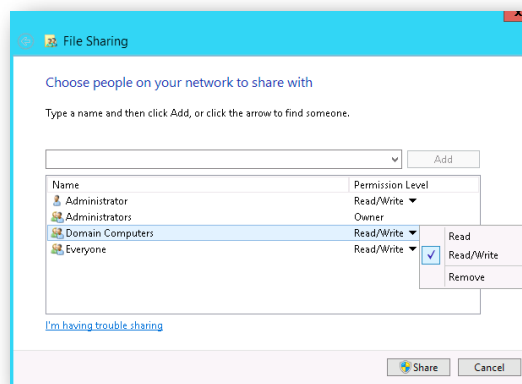 File Sharing
Choose people on your network to share with
Type a name and then click Add, or click the arrow to find someone.
Add
Name Permission Level
Administrator Read/Write
Administrators Owner
Domain Computers Read/Write
Everyone Read/Write
Read
Read/Write
Remove
I'm having trouble sharing
Share Cancel